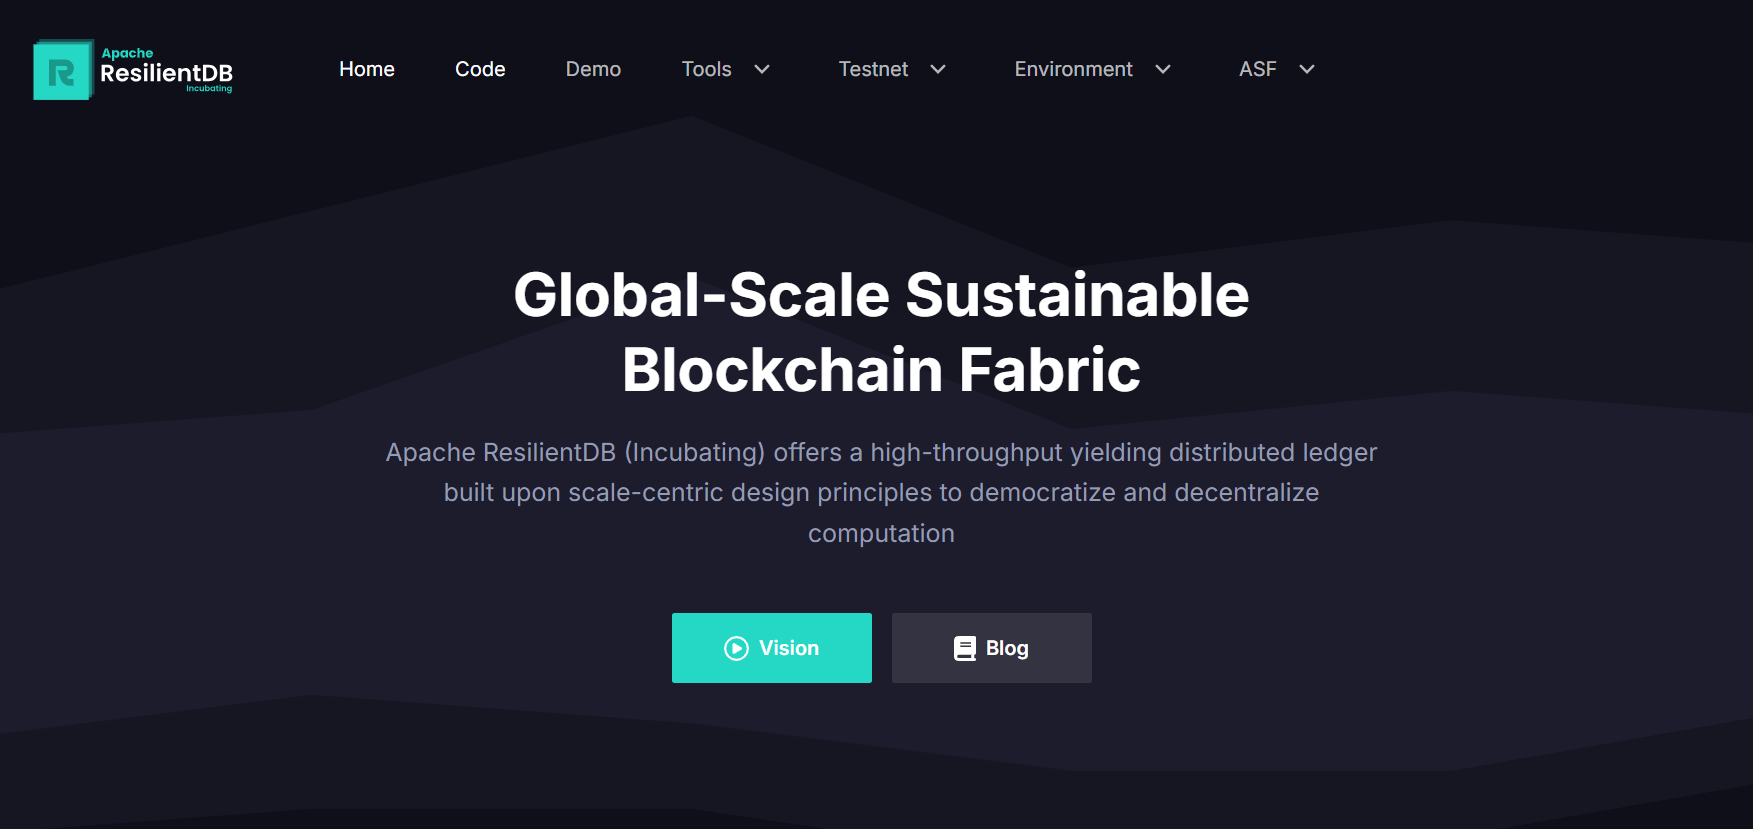 Apache
ResilientDB
Incubating
Home Code Demo Tools Testnet Environment ASF
Global-Scale Sustainable
Blockchain Fabric
Apache ResilientDB (Incubating) offers a high-throughput yielding distributed ledger
built upon scale-centric design principles to democratize and decentralize
computation
Vision Blog